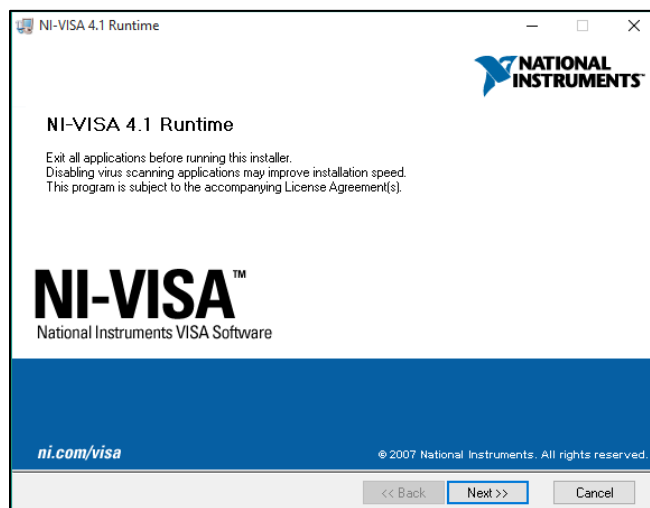 NI-VISA 4.1 Runtime
NATIONAL
INSTRUMENTS™
NI-VISA 4.1 Runtime
Exit all applications before running this installer.
Disabling virus scanning applications may improve installation speed.
This program is subject to the accompanying License Agreement(s).
NI-VISA™
National Instruments VISA Software
ni.com/visa
© 2007 National Instruments. All rights reserved.
<< Back
Next >>
Cancel